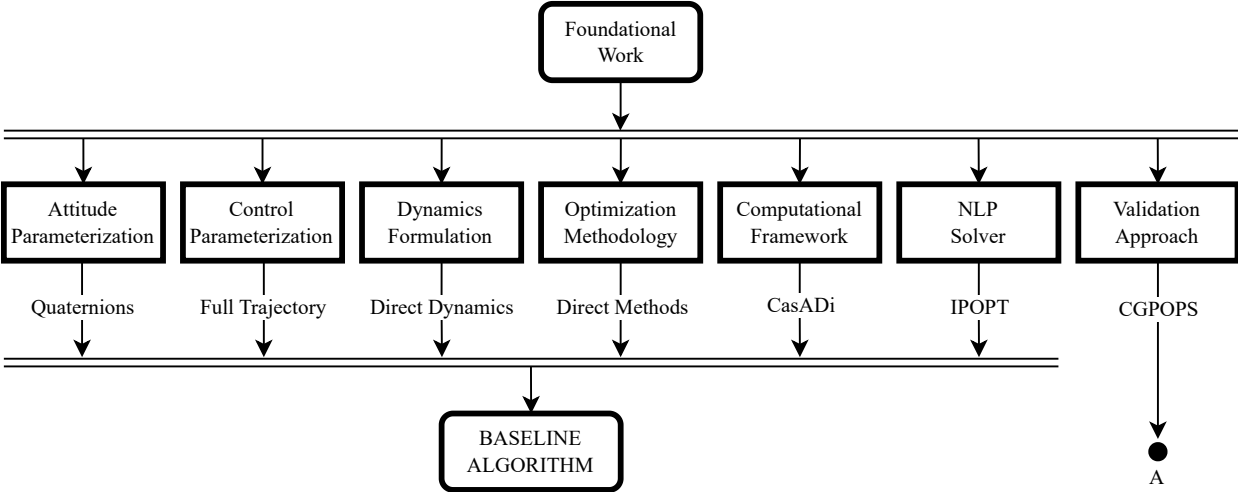 Foundational
Work
Attitude
Parameterization
Control
Parameterization
Dynamics
Formulation
Optimization
Methodology
Computational
Framework
NLP
Solver
Validation
Approach
Quaternions
Full Trajectory
Direct Dynamics
Direct Methods
CasADi
IPOPT
CGPOPS
BASELINE
ALGORITHM
A